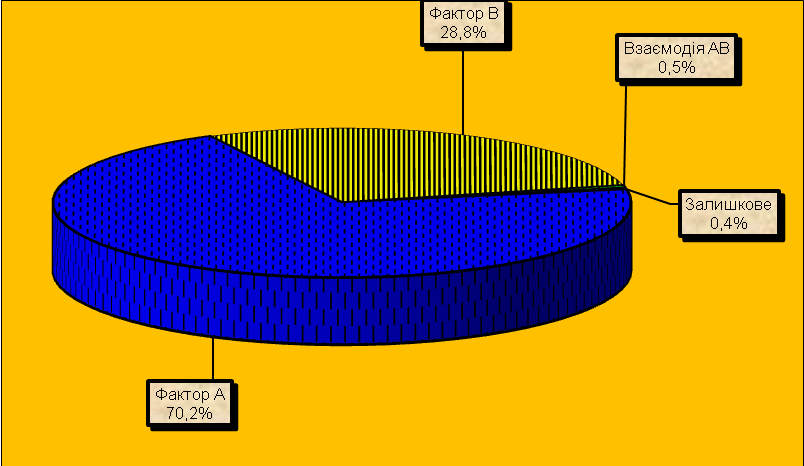 Фактор В
28,8%
Взаємодія АВ
0,5%
Залишкове
0,4%
Фактор А
70,2%